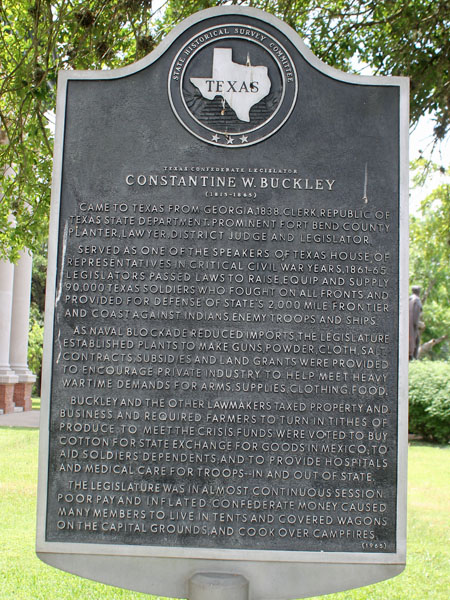 STATE HISTORICAL SURVEY COMMITTEE
TEXAS
TEXAS CONFEDERATE LEGISLATOR
CONSTANTINE W. BUCKLEY
(1815-1865)
CAME TO TEXAS FROM GEORGIA, 1838. CLERK, REPUBLIC OF
TEXAS STATE DEPARTMENT. PROMINENT FORT BEND COUNTY
PLANTER, LAWYER, DISTRICT JUDGE AND LEGISLATOR.
SERVED AS ONE OF THE SPEAKERS OF TEXAS HOUSE OF
REPRESENTATIVES IN CRITICAL CIVIL WAR YEARS, 1861-65.
LEGISLATORS PASSED LAWS TO RAISE, EQUIP AND SUPPLY
90,000 TEXAS SOLDIERS WHO FOUGHT ON ALL FRONTS AND
PROVIDED FOR DEFENSE OF STATE'S 2,000 MILE FRONTIER
AND COAST AGAINST INDIANS, ENEMY TROOPS AND SHIPS.
AS NAVAL BLOCKADE REDUCED IMPORTS, THE LEGISLATURE
ESTABLISHED PLANTS TO MAKE GUNS, POWDER, CLOTH, SALT.
CONTRACTS, SUBSIDIES AND LAND GRANTS WERE PROVIDED
TO ENCOURAGE PRIVATE INDUSTRY TO HELP MEET HEAVY
WARTIME DEMANDS FOR ARMS, SUPPLIES, CLOTHING, FOOD.
BUCKLEY AND THE OTHER LAWMAKERS TAXED PROPERTY AND
BUSINESS AND REQUIRED FARMERS TO TURN IN TITHES OF
PRODUCE TO MEET THE CRISIS. FUNDS WERE VOTED TO BUY
COTTON FOR STATE EXCHANGE FOR GOODS IN MEXICO, TO
AID SOLDIERS' DEPENDENTS, AND TO PROVIDE HOSPITALS
AND MEDICAL CARE FOR TROOPS--IN AND OUT OF STATE.
THE LEGISLATURE WAS IN ALMOST CONTINUOUS SESSION.
POOR PAY AND INFLATED CONFEDERATE MONEY CAUSED
MANY MEMBERS TO LIVE IN TENTS AND COVERED WAGONS
ON THE CAPITAL GROUNDS, AND COOK OVER CAMPFIRES.
(1965)